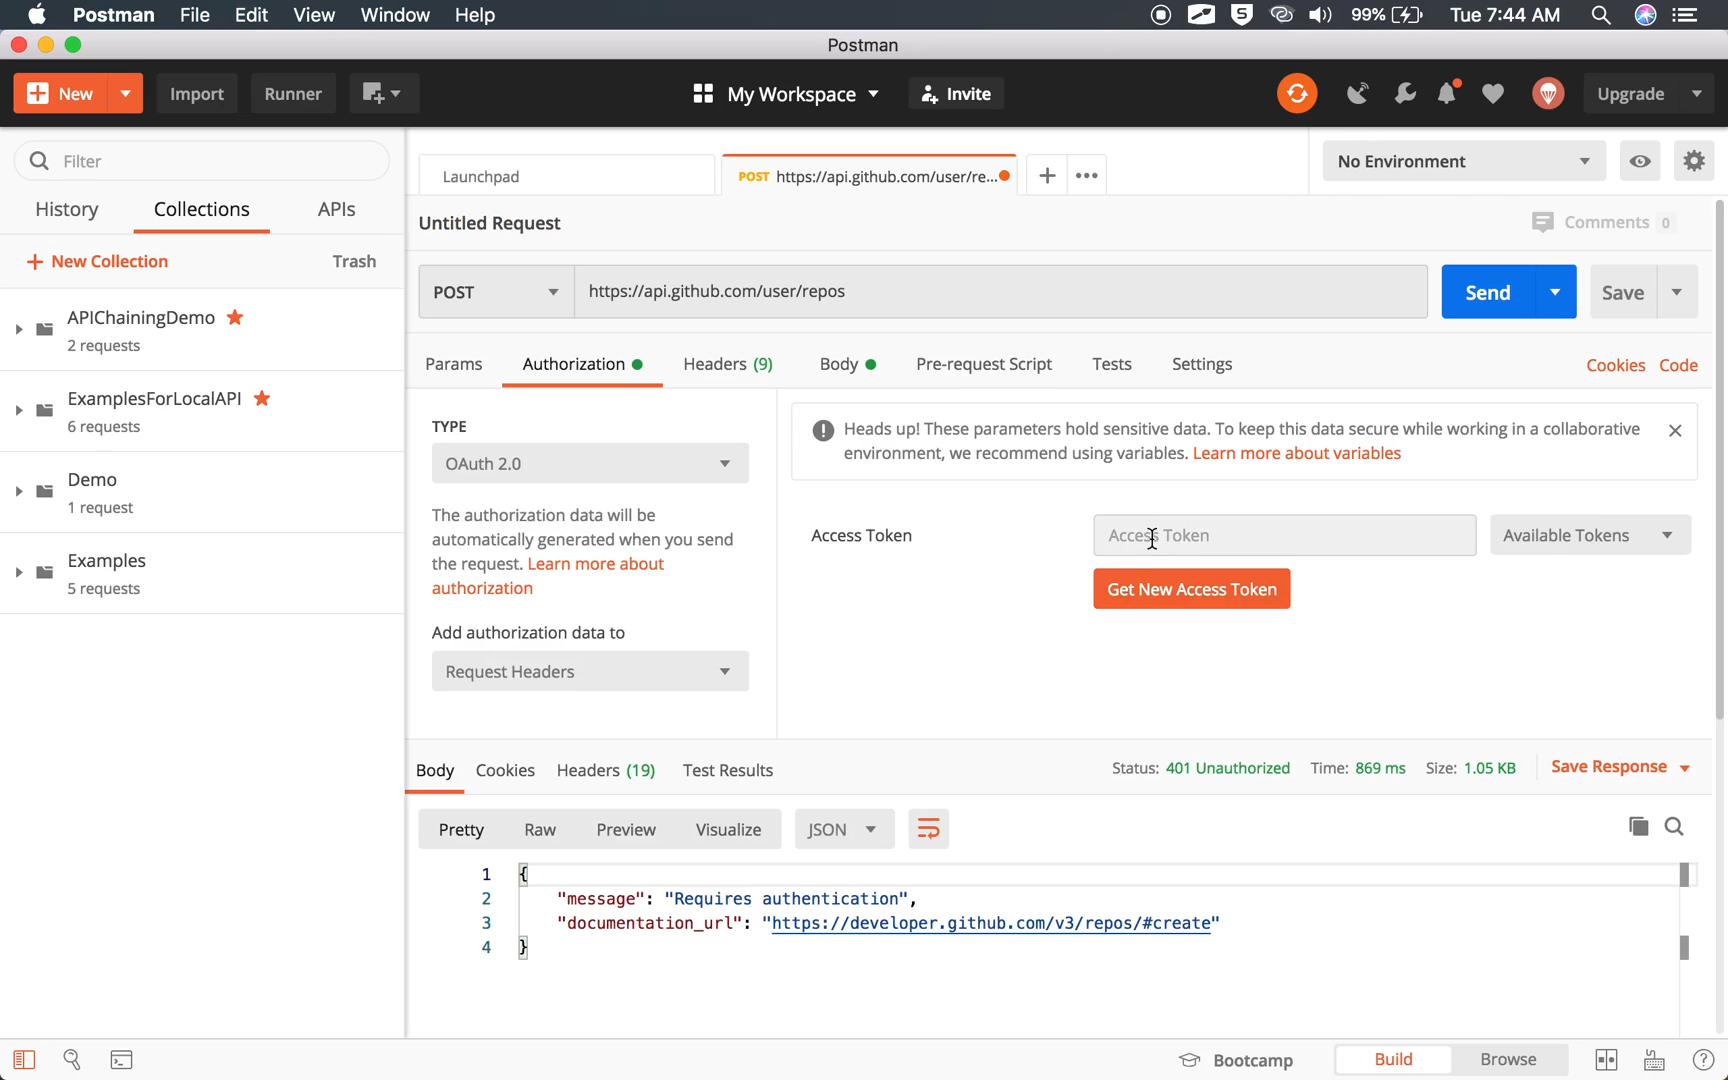 Postman File Edit View Window Help 99% Tue 7:44 AM
Postman
New Import Runner My Workspace Invite Upgrade
Filter
History Collections APIs
New Collection Trash
APIChainingDemo
2 requests
ExamplesForLocalAPI
6 requests
Demo
1 request
Examples
5 requests
Launchpad POST https://api.github.com/user/re... No Environment
Untitled Request Comments 0
POST https://api.github.com/user/repos Send Save
Params Authorization Headers (9) Body Pre-request Script Tests Settings Cookies Code
TYPE
OAuth 2.0
The authorization data will be
automatically generated when you send
the request. Learn more about
authorization
Add authorization data to
Request Headers
Heads up! These parameters hold sensitive data. To keep this data secure while working in a collaborative
environment, we recommend using variables. Learn more about variables
Access Token Access Token Available Tokens
Get New Access Token
Body Cookies Headers (19) Test Results Status: 401 Unauthorized Time: 869 ms Size: 1.05 KB Save Response
Pretty Raw Preview Visualize JSON
1 {
2 "message": "Requires authentication",
3 "documentation_url": "https://developer.github.com/v3/repos/#create"
4 }
Bootcamp Build Browse